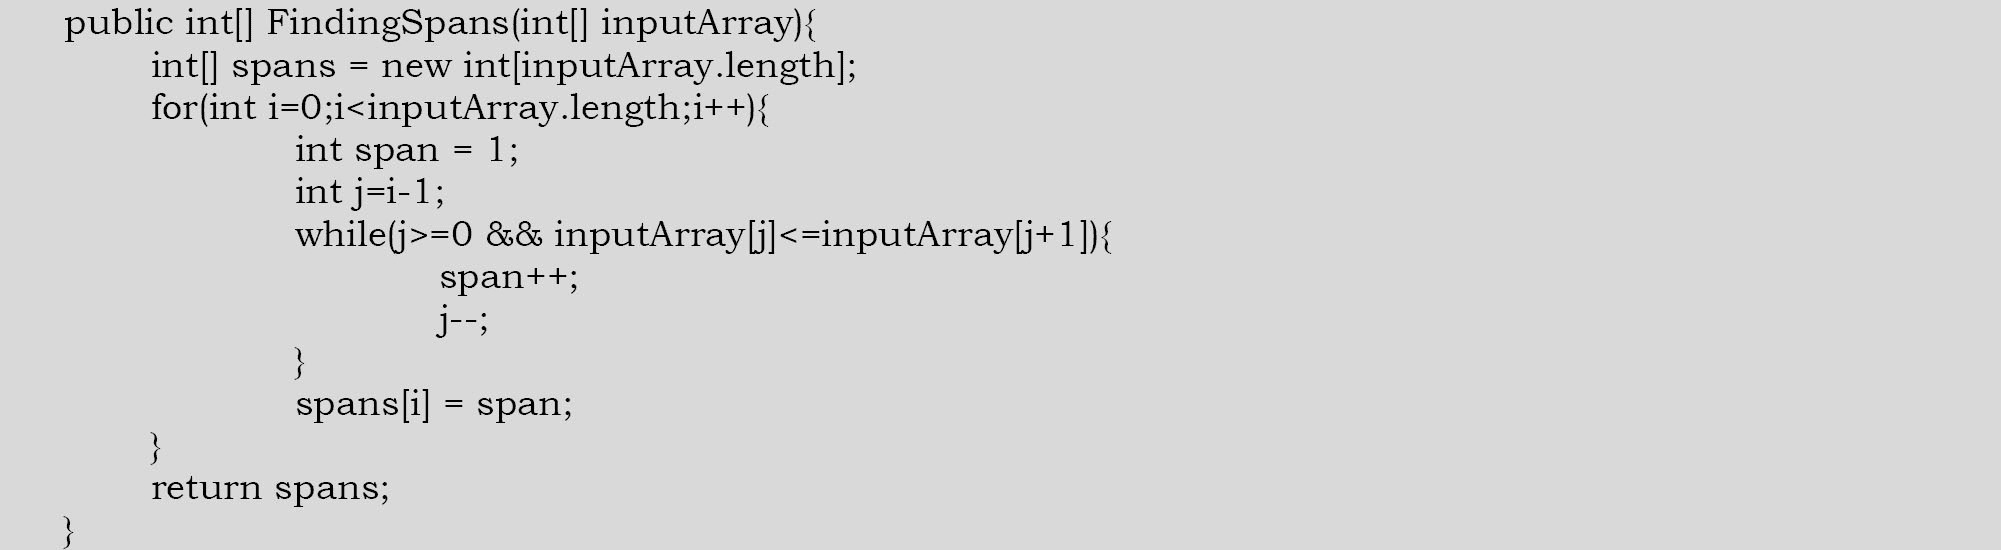 public int[] FindingSpans(int[] inputArray){
int[] spans = new int[inputArray.length];
for(int i=0;i<inputArray.length;i++){
int span = 1;
int j=i-1;
while(j>=0 && inputArray[j]<=inputArray[j+1]){
span++;
j--;
}
spans[i] = span;
}
return spans;
}